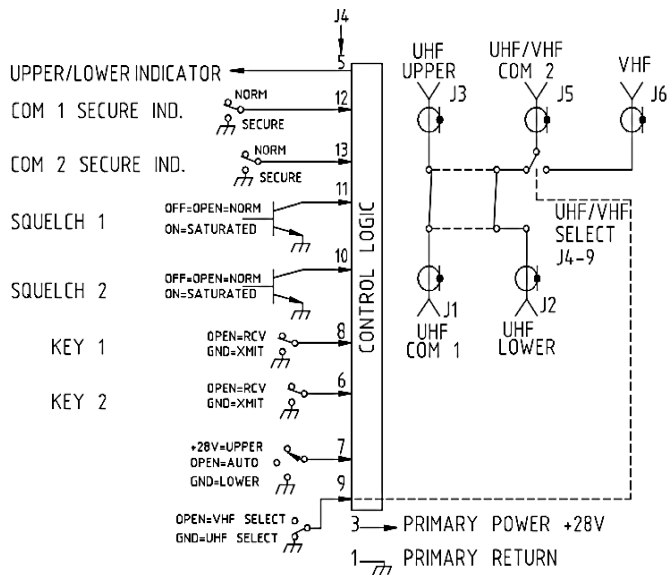 J4
5
UPPER/LOWER INDICATOR
COM 1 SECURE IND.
NORM
SECURE
12
COM 2 SECURE IND.
NORM
SECURE
13
SQUELCH 1
OFF=OPEN=NORM
ON=SATURATED
11
SQUELCH 2
OFF=OPEN=NORM
ON=SATURATED
10
KEY 1
OPEN=RCV
GND=XMIT
8
KEY 2
OPEN=RCV
GND=XMIT
6
+28V=UPPER
OPEN=AUTO
GND=LOWER
7
9
OPEN=VHF SELECT
GND=UHF SELECT
CONTROL LOGIC
3 PRIMARY POWER +28V
1 PRIMARY RETURN
UHF
UPPER
J3
UHF/VHF
COM 2
J5
VHF
J6
UHF/VHF
SELECT
J4-9
J1
UHF
COM 1
J2
UHF
LOWER